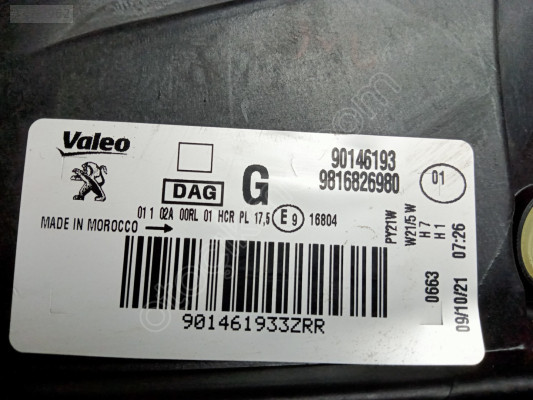 Valeo
90146193
G
DAG
9816826980
01
01 1 02A 00RL 01 HCR PL 17,5 E9 16804
MADE IN MOROCCO
PY21W
W21/5W
H7
H1
0663
09/10/21 07:26
901461933ZRR